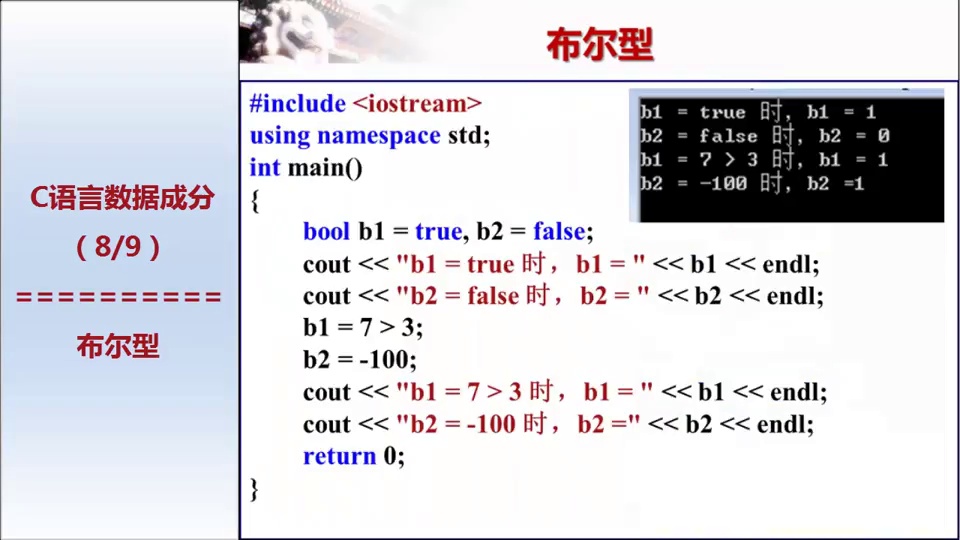 布尔型
C语言数据成分
（8/9）
==========
布尔型
#include <iostream>
using namespace std;
int main()
{
bool b1 = true, b2 = false;
cout << "b1 = true 时，b1 = " << b1 << endl;
cout << "b2 = false 时，b2 = " << b2 << endl;
b1 = 7 > 3;
b2 = -100;
cout << "b1 = 7 > 3 时，b1 = " << b1 << endl;
cout << "b2 = -100 时，b2 =" << b2 << endl;
return 0;
}
b1 = true 时，b1 = 1
b2 = false 时，b2 = 0
b1 = 7 > 3 时，b1 = 1
b2 = -100 时，b2 =1